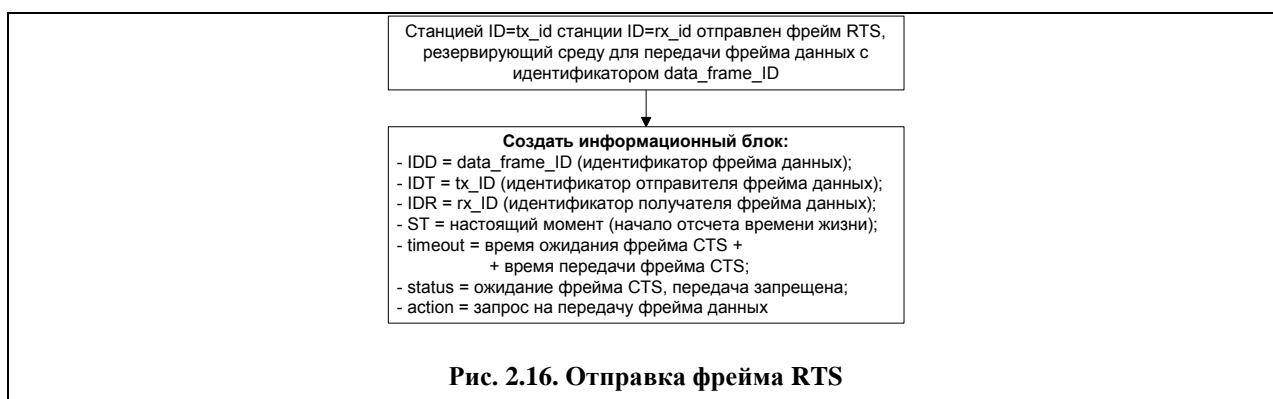 Станцией ID=tx_id станции ID=rx_id отправлен фрейм RTS,
резервирующий среду для передачи фрейма данных с
идентификатором data_frame_ID
Создать информационный блок:
- IDD = data_frame_ID (идентификатор фрейма данных);
- IDT = tx_ID (идентификатор отправителя фрейма данных);
- IDR = rx_ID (идентификатор получателя фрейма данных);
- ST = настоящий момент (начало отсчета времени жизни);
- timeout = время ожидания фрейма CTS +
+ время передачи фрейма CTS;
- status = ожидание фрейма CTS, передача запрещена;
- action = запрос на передачу фрейма данных
Рис. 2.16. Отправка фрейма RTS